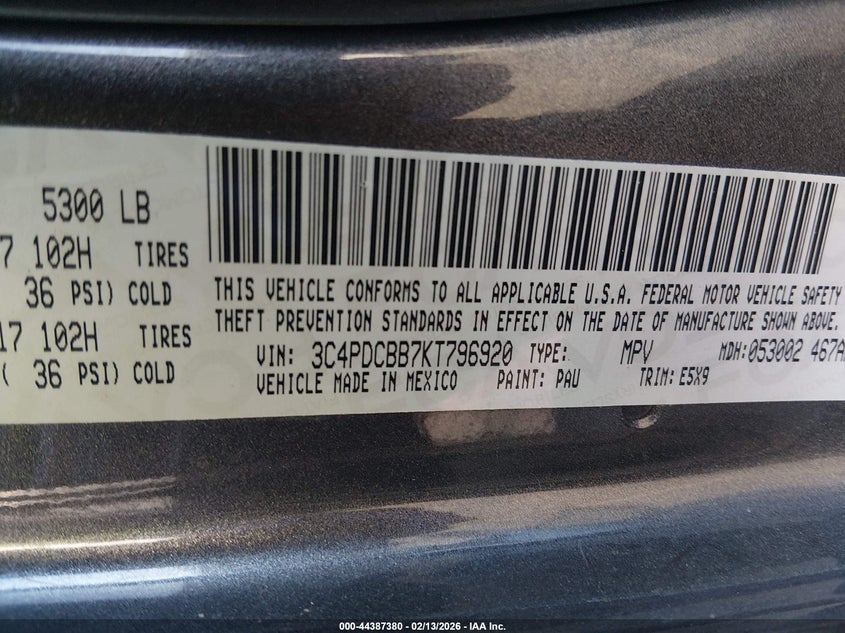 5300 LB
7 102H TIRES
36 PSI) COLD
17 102H TIRES
( 36 PSI) COLD
THIS VEHICLE CONFORMS TO ALL APPLICABLE U.S.A. FEDERAL MOTOR VEHICLE SAFETY
THEFT PREVENTION STANDARDS IN EFFECT ON THE DATE OF MANUFACTURE SHOWN ABOVE.
VIN: 3C4PDCBB7KT796920 TYPE: MPV MDH:053002 467A
VEHICLE MADE IN MEXICO PAINT: PAU TRIM: E5X9
000-44387380 - 02/13/2026 - IAA Inc.